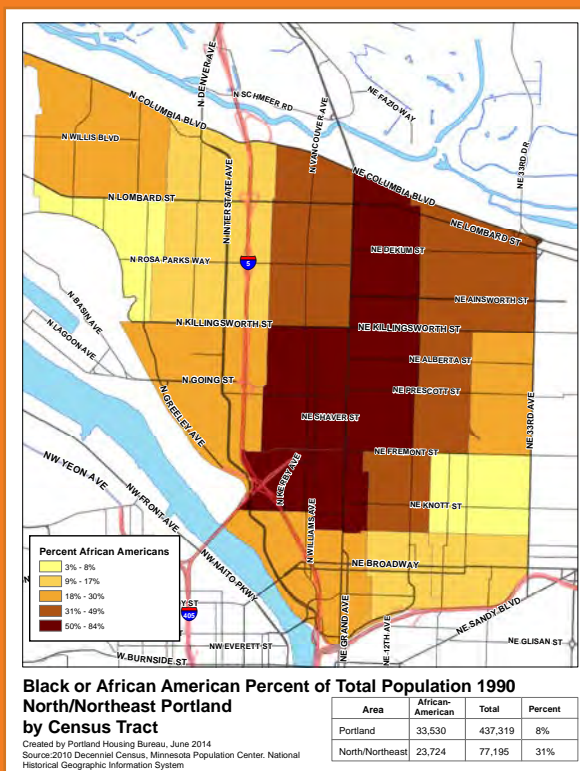 N DENVER AVE
N SCHMEER RD
NE FAZIO WAY
N COLUMBIA BLVD
N VANCOUVER AVE
NE 33RD DR
N WILLIS BLVD
N INTERSTATE AVE
NE COLUMBIA BLVD
N LOMBARD ST
NE LOMBARD ST
NE DEKUM ST
N ROSA PARKS WAY
5
N BASIN AVE
NE AINSWORTH ST
N LAGOON AVE
N KILLINGSWORTH ST
NE KILLINGSWORTH ST
NE ALBERTA ST
N GOING ST
NE PRESCOTT ST
N GREELEY AVE
NE SHAVER ST
NE 33RD AVE
NE FREMONT ST
NW YEON AVE
N KERBY AVE
NW FRONT AVE
NE KNOTT ST
N WILLIAMS AVE
NW NAITO PKWY
NE BROADWAY
Percent African Americans
3% - 8%
9% - 17%
18% - 30%
31% - 49%
50% - 84%
Y ST
405
NE GRAND AVE
NE 12TH AVE
NE SANDY BLVD
NW EVERETT ST
NE GLISAN ST
W BURNSIDE ST
Black or African American Percent of Total Population 1990
North/Northeast Portland
by Census Tract
Created by Portland Housing Bureau, June 2014
Source:2010 Decenniel Census, Minnesota Population Center. National
Historical Geographic Information System
Area African-American Total Percent
Portland 33,530 437,319 8%
North/Northeast 23,724 77,195 31%